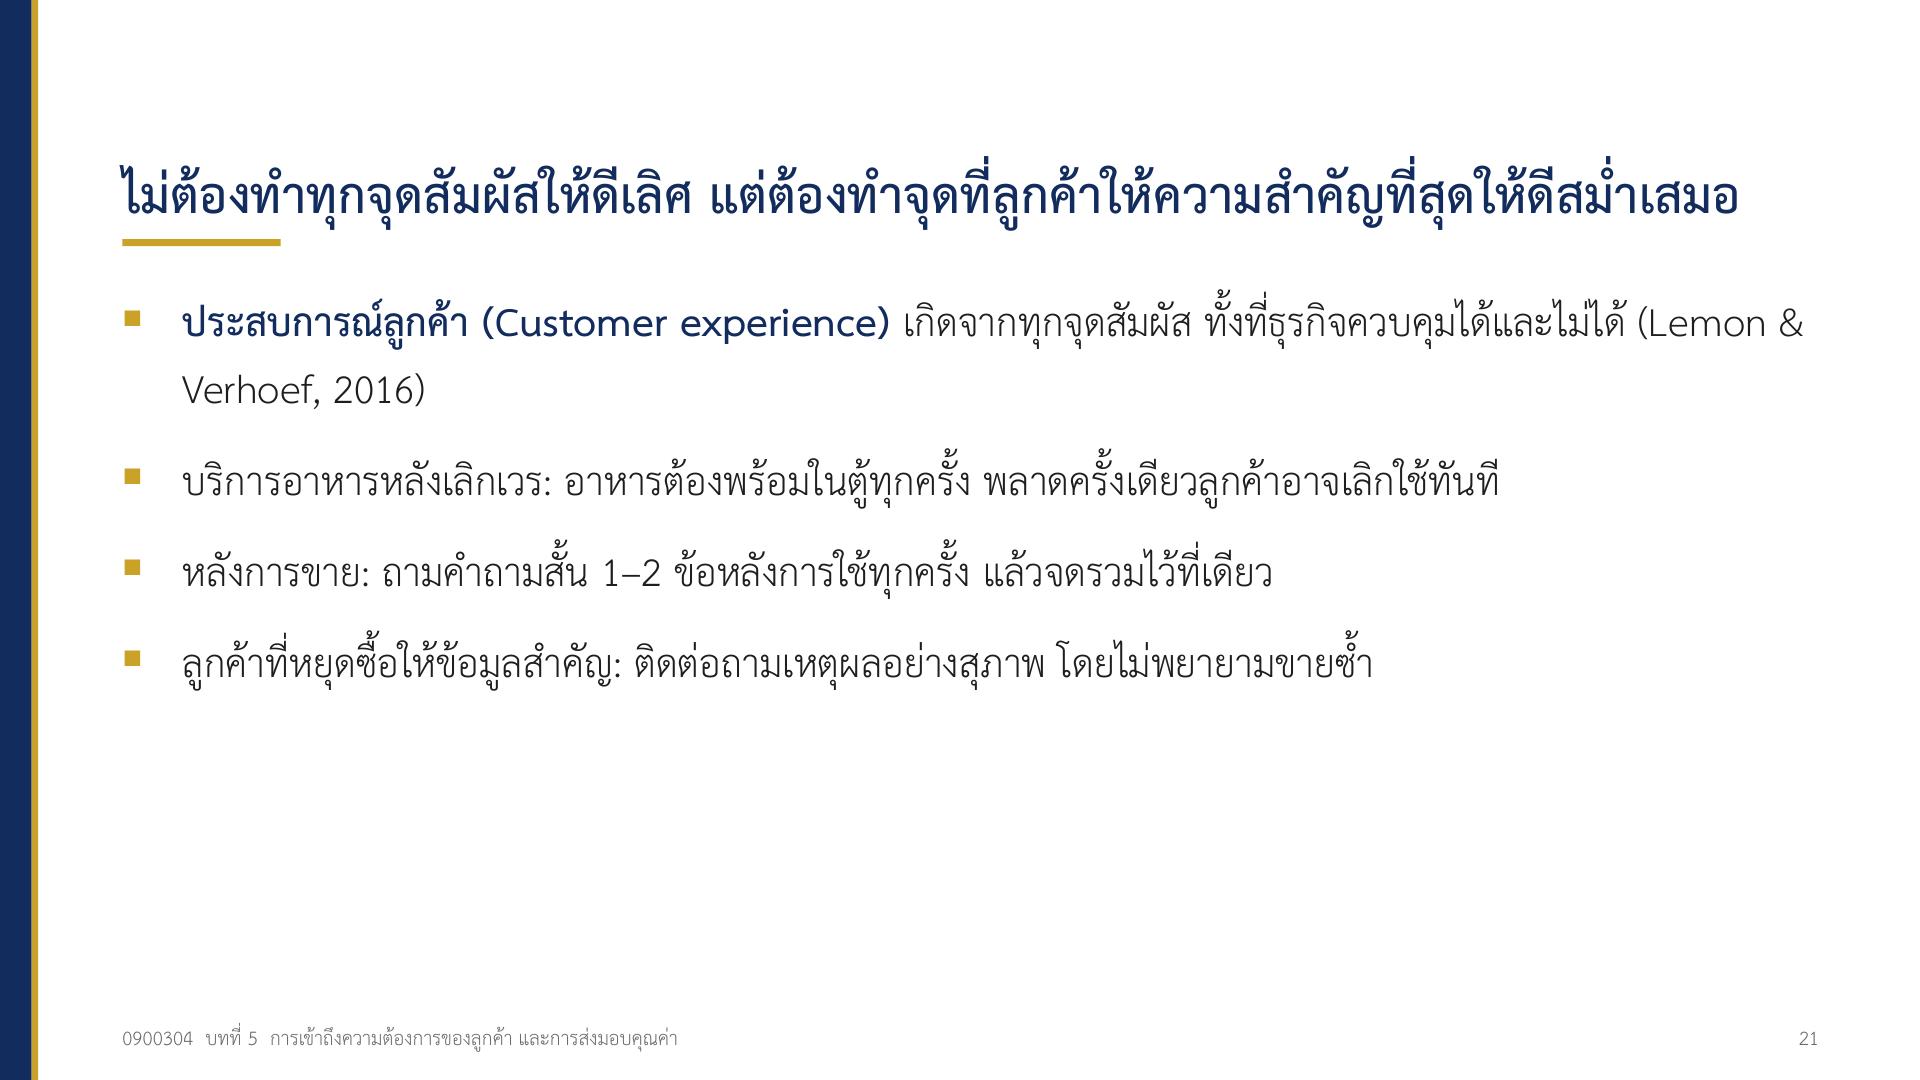 ไม่ต้องทำทุกจุดสัมผัสให้ดีเลิศ แต่ต้องทำจุดที่ลูกค้าให้ความสำคัญที่สุดให้ดีสม่ำเสมอ
ประสบการณ์ลูกค้า (Customer experience) เกิดจากทุกจุดสัมผัส ทั้งที่ธุรกิจควบคุมได้และไม่ได้ (Lemon &
Verhoef, 2016)
บริการอาหารหลังเลิกเวร: อาหารต้องพร้อมในตู้ทุกครั้ง พลาดครั้งเดียวลูกค้าอาจเลิกใช้ทันที
หลังการขาย: ถามคำถามสั้น 1–2 ข้อหลังการใช้ทุกครั้ง แล้วจดรวมไว้ที่เดียว
ลูกค้าที่หยุดซื้อให้ข้อมูลสำคัญ: ติดต่อถามเหตุผลอย่างสุภาพ โดยไม่พยายามขายซ้ำ
0900304 บทที่ 5 การเข้าถึงความต้องการของลูกค้า และการส่งมอบคุณค่า
21